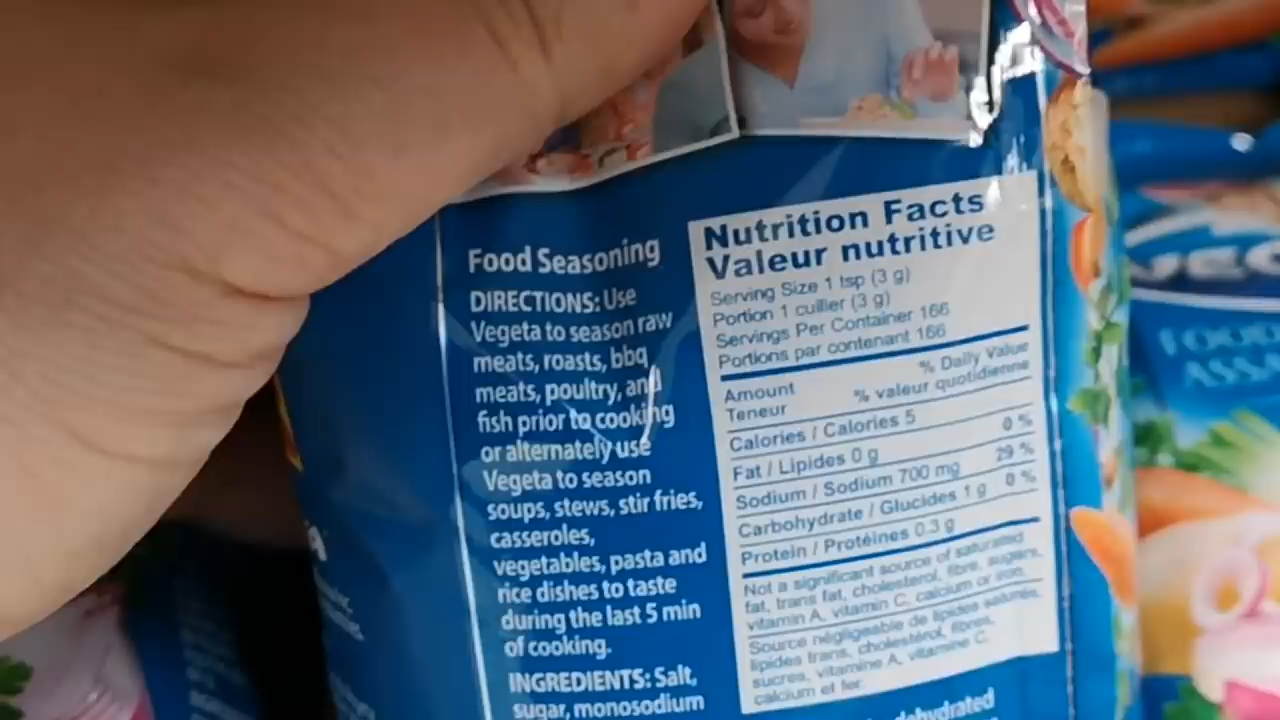 Food Seasoning
DIRECTIONS: Use
Vegeta to season raw
meats, roasts, bbq
meats, poultry, and
fish prior to cooking
or alternately use
Vegeta to season
soups, stews, stir fries,
casseroles,
vegetables, pasta and
rice dishes to taste
during the last 5 min
of cooking.
INGREDIENTS: Salt,
sugar, monosodium
dehydrated
Nutrition Facts
Valeur nutritive
Serving Size 1 tsp (3 g)
Portion 1 cuillier (3 g)
Servings Per Container 166
Portions par contenant 166
Amount % Daily Value
Teneur % valeur quotidienne
Calories / Calories 5
Fat / Lipides 0 g 0 %
Sodium / Sodium 700 mg 29 %
Carbohydrate / Glucides 1 g 0 %
Protein / Protéines 0.3 g
Not a significant source of saturated
fat, trans fat, cholesterol, fibre, sugars,
vitamin A, vitamin C, calcium or iron.
Source négligeable de lipides saturés,
lipides trans, cholestérol, fibres,
sucres, vitamine A, vitamine C,
calcium et fer.
FOOD
ASSA